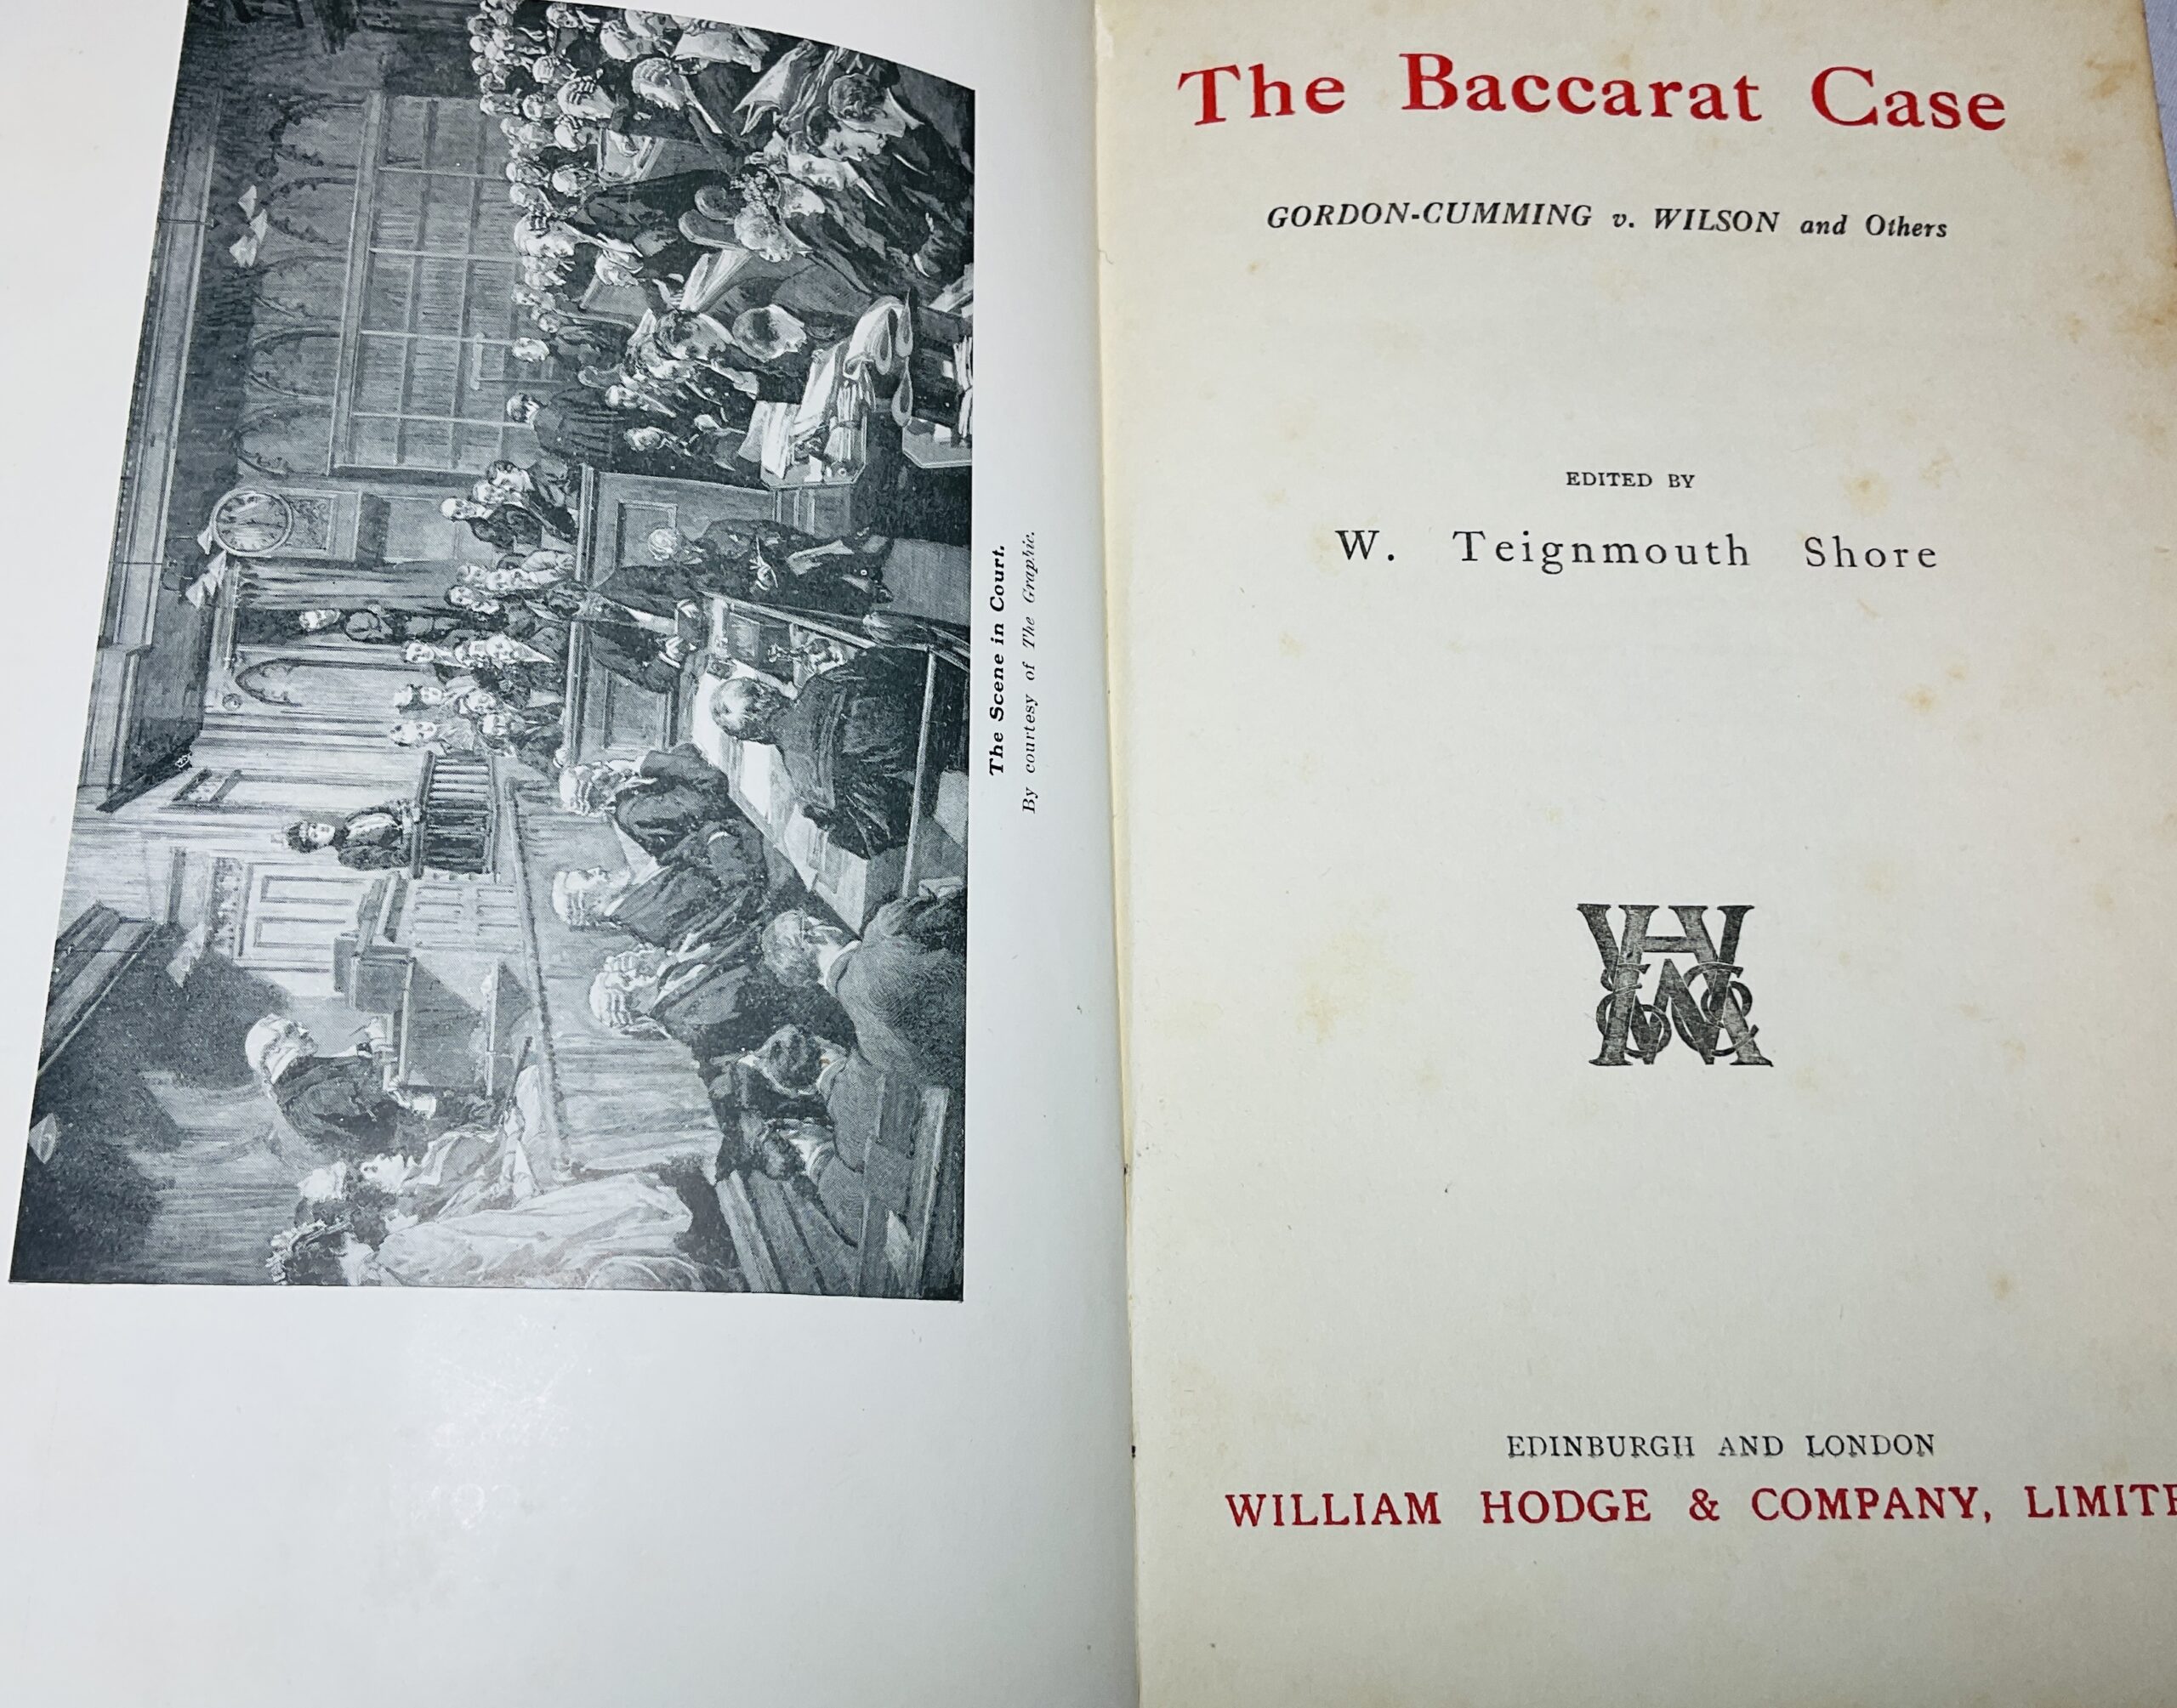 The Scene in Court.
By courtesy of The Graphic.
The Baccarat Case
GORDON-CUMMING v. WILSON and Others
EDITED BY
W. Teignmouth Shore
EDINBURGH AND LONDON
WILLIAM HODGE & COMPANY, LIMITE